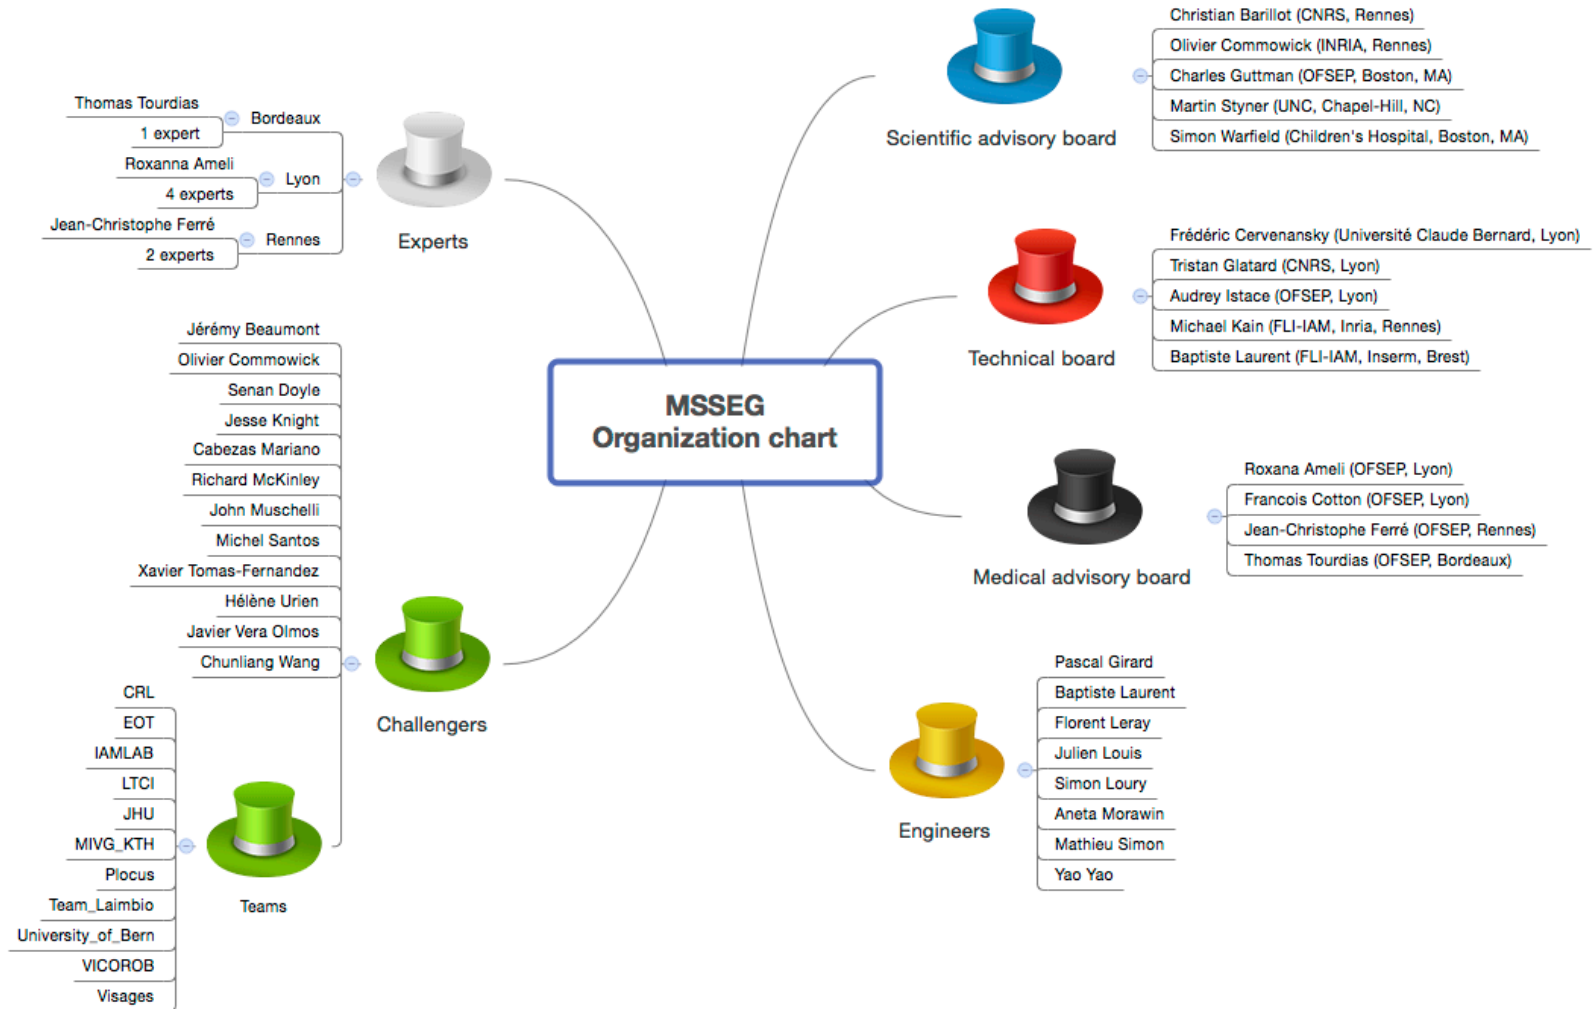 MSSEG
Organization chart
Scientific advisory board
Christian Barillot (CNRS, Rennes)
Olivier Commowick (INRIA, Rennes)
Charles Guttman (OFSEP, Boston, MA)
Martin Styner (UNC, Chapel-Hill, NC)
Simon Warfield (Children's Hospital, Boston, MA)
Technical board
Frédéric Cervenansky (Université Claude Bernard, Lyon)
Tristan Glatard (CNRS, Lyon)
Audrey Istace (OFSEP, Lyon)
Michael Kain (FLI-IAM, Inria, Rennes)
Baptiste Laurent (FLI-IAM, Inserm, Brest)
Medical advisory board
Roxana Ameli (OFSEP, Lyon)
Francois Cotton (OFSEP, Lyon)
Jean-Christophe Ferré (OFSEP, Rennes)
Thomas Tourdias (OFSEP, Bordeaux)
Engineers
Pascal Girard
Baptiste Laurent
Florent Leray
Julien Louis
Simon Loury
Aneta Morawin
Mathieu Simon
Yao Yao
Experts
Bordeaux
Thomas Tourdias
1 expert
Lyon
Roxanna Ameli
4 experts
Rennes
Jean-Christophe Ferré
2 experts
Challengers
Jérémy Beaumont
Olivier Commowick
Senan Doyle
Jesse Knight
Cabezas Mariano
Richard McKinley
John Muschelli
Michel Santos
Xavier Tomas-Fernandez
Hélène Urien
Javier Vera Olmos
Chunliang Wang
Teams
CRL
EOT
IAMLAB
LTCI
JHU
MIVG_KTH
Plocus
Team_Laimbio
University_of_Bern
VICOROB
Visages